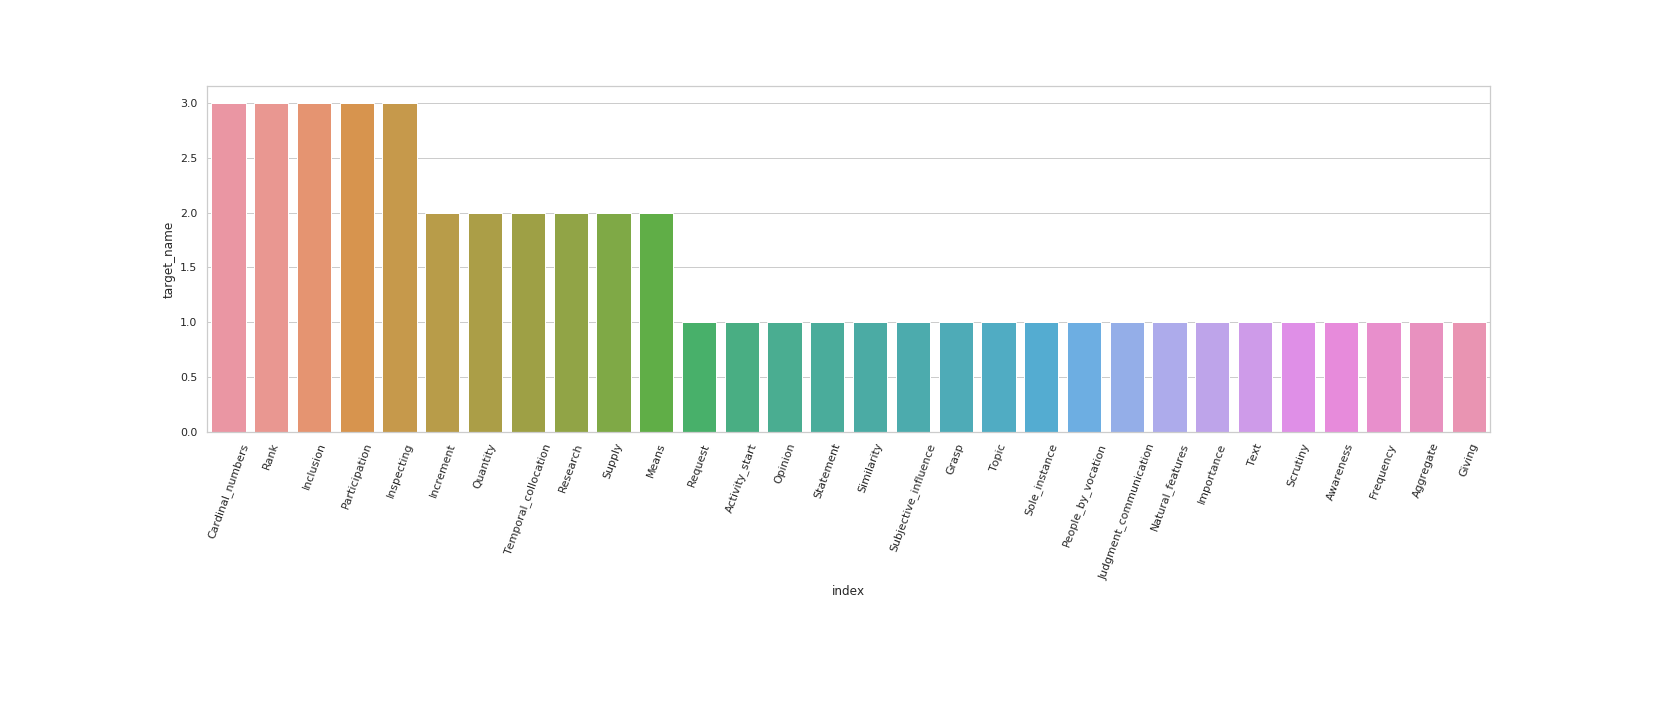 3.0
2.5
2.0
1.5
1.0
0.5
0.0
target_name
Cardinal_numbers
Rank
Inclusion
Participation
Inspecting
Increment
Quantity
Temporal_collocation
Research
Supply
Means
Request
Activity_start
Opinion
Statement
Similarity
Subjective_influence
Grasp
Topic
Sole_instance
People_by_vocation
Judgment_communication
Natural_features
Importance
Text
Scrutiny
Awareness
Frequency
Aggregate
Giving
index